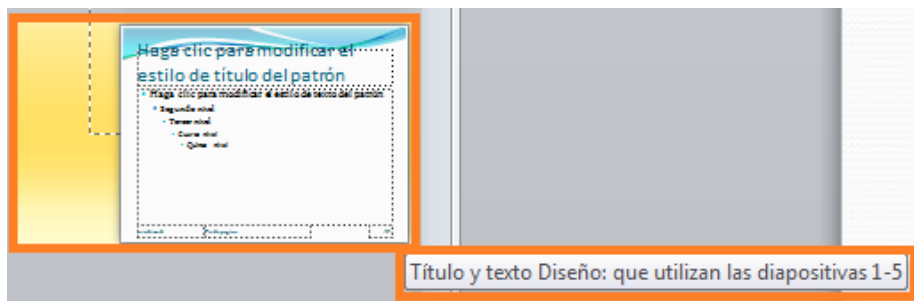 Haga clic para modificar el
estilo de título del patrón
Haga clic para modificar el estilo de texto del patrón
Segundo nivel
Tercer nivel
Cuarto nivel
Quinto nivel
Título y texto Diseño: que utilizan las diapositivas 1-5